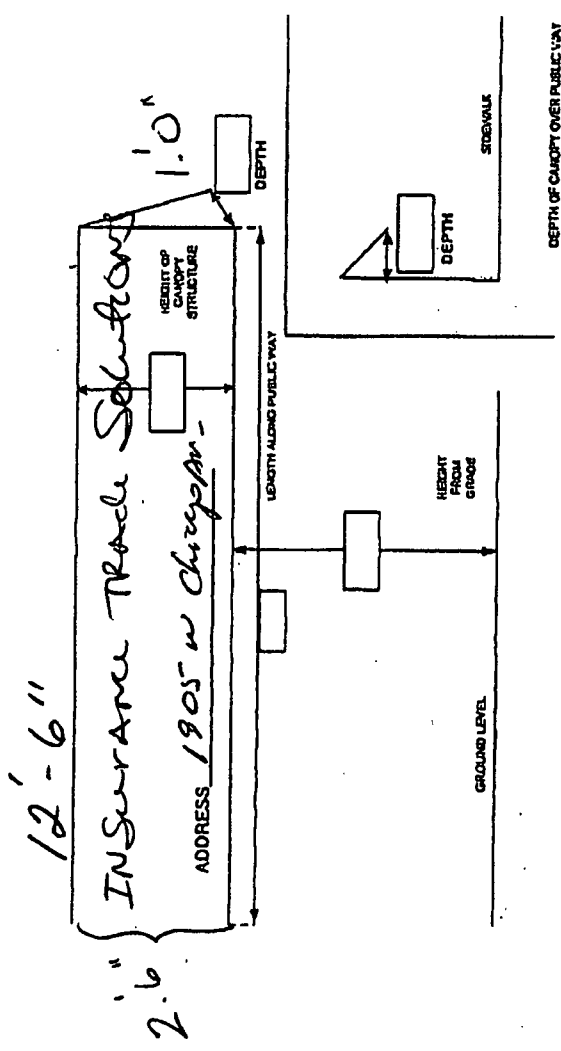 12'-6"
2'.6"
INSurANCE TRAde Solutions
1'.0"
HEIGHT OF
CANOPY
STRUCTURE
DEPTH
ADDRESS 1905 w Chicago Av-
LENGTH ALONG PUBLIC WAY
HEIGHT
FROM
GRADE
GROUND LEVEL
DEPTH
SIDEWALK
DEPTH OF CANOPY OVER PUBLIC WAY